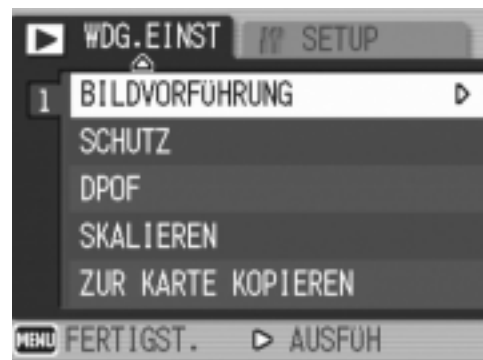 WDG.EINST SETUP
1 BILDVORFÜHRUNG
SCHUTZ
DPOF
SKALIEREN
ZUR KARTE KOPIEREN
MENU FERTIGST. AUSFÜH